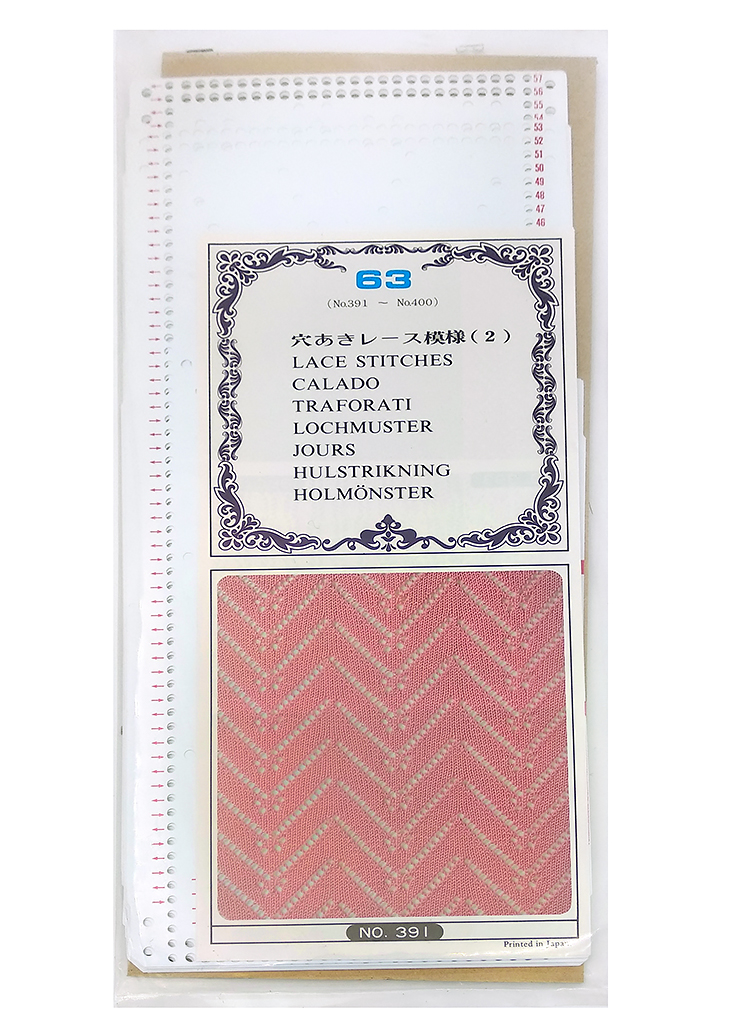 57
56
55
54
53
52
51
50
49
48
47
46
63
(No.391 ~ No.400)
穴あきレース模様(2)
LACE STITCHES
CALADO
TRAFORATI
LOCHMUSTER
JOURS
HULSTRIKNING
HOLMÖNSTER
NO. 391
Printed in Japan